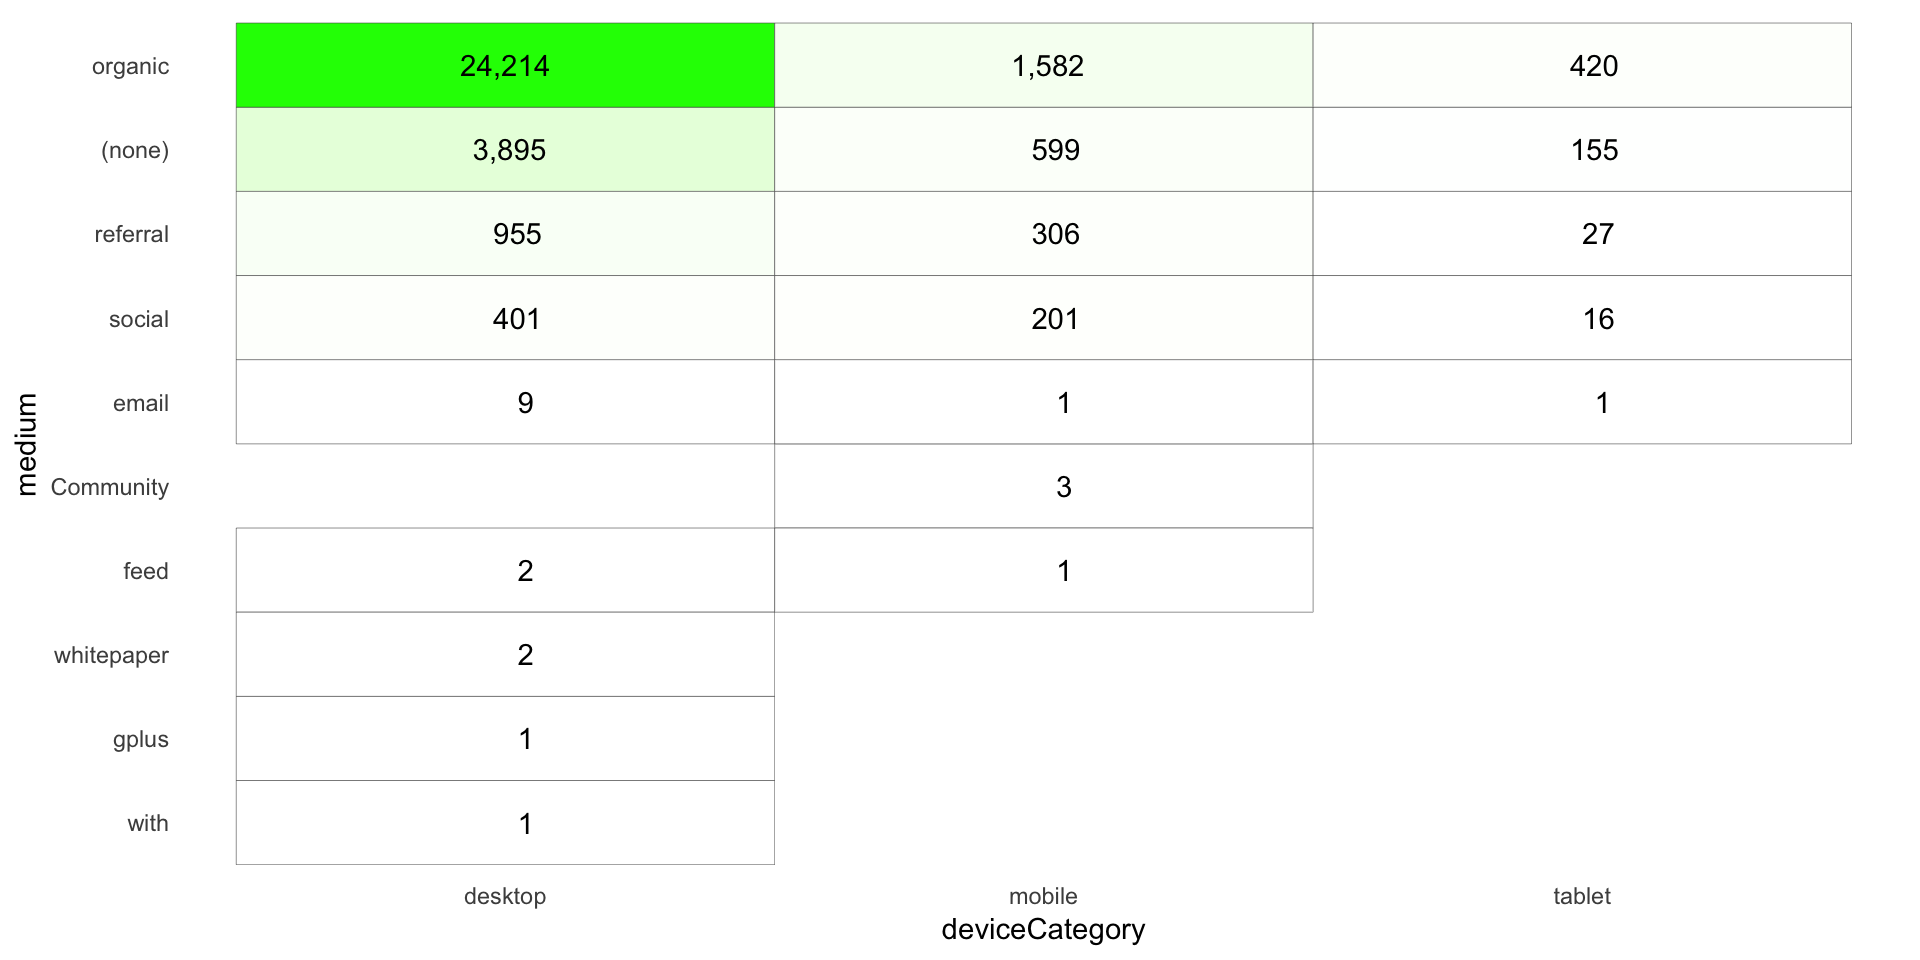 organic 24,214 1,582 420
(none) 3,895 599 155
referral 955 306 27
social 401 201 16
email 9 1 1
medium
Community 3
feed 2 1
whitepaper 2
gplus 1
with 1
desktop mobile tablet
deviceCategory